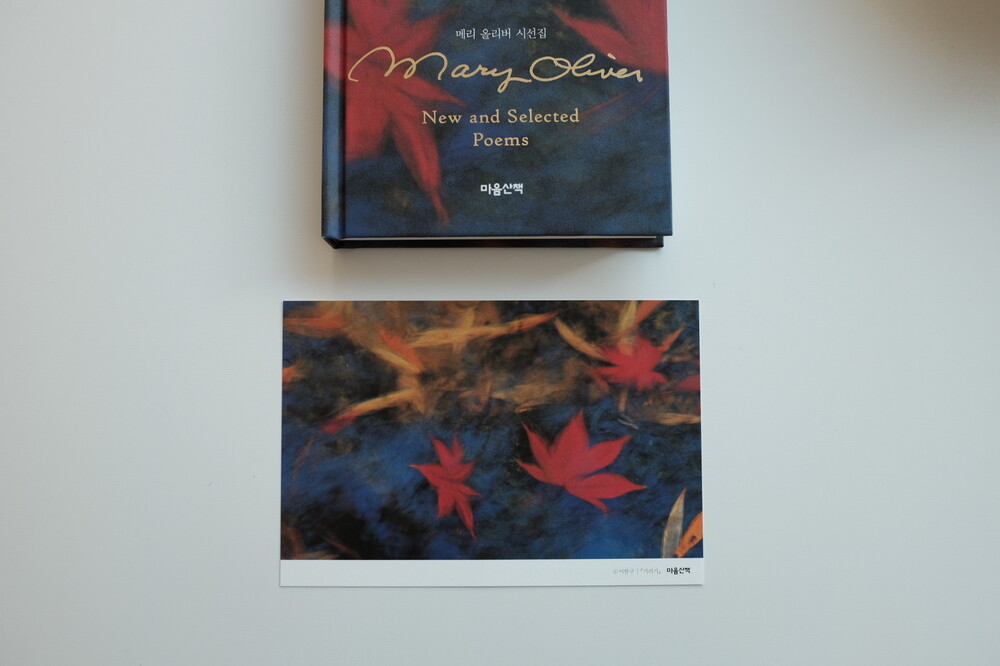 메리 올리버 시선집
Mary Oliver
New and Selected
Poems
마음산책
마음산책